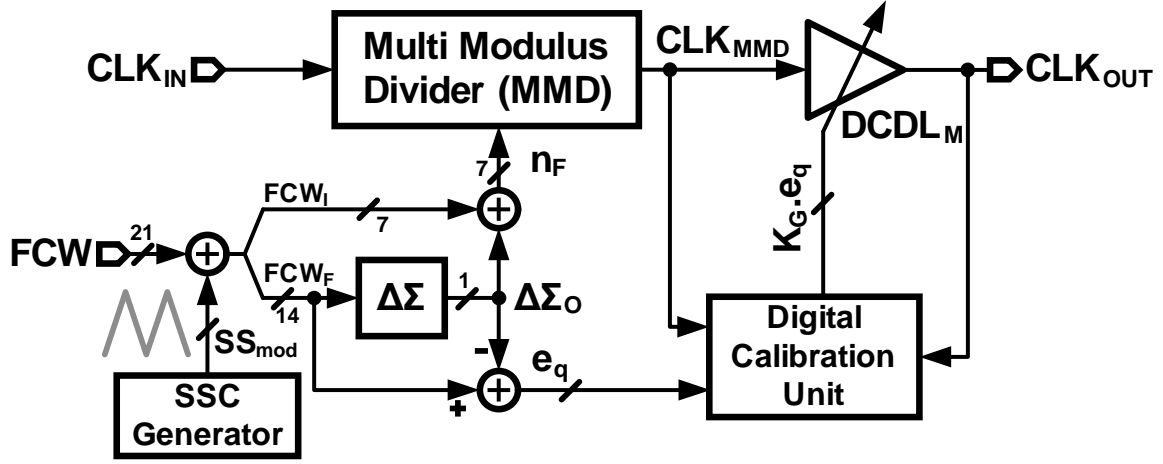 CLK_IN
Multi Modulus
Divider (MMD)
CLK_MMD
CLK_OUT
DCDL_M
7
n_F
FCW_I
7
K_G.e_q
FCW
21
FCW_F
14
ΔΣ
1
ΔΣ_O
SS_mod
-
+
e_q
SSC
Generator
Digital
Calibration
Unit